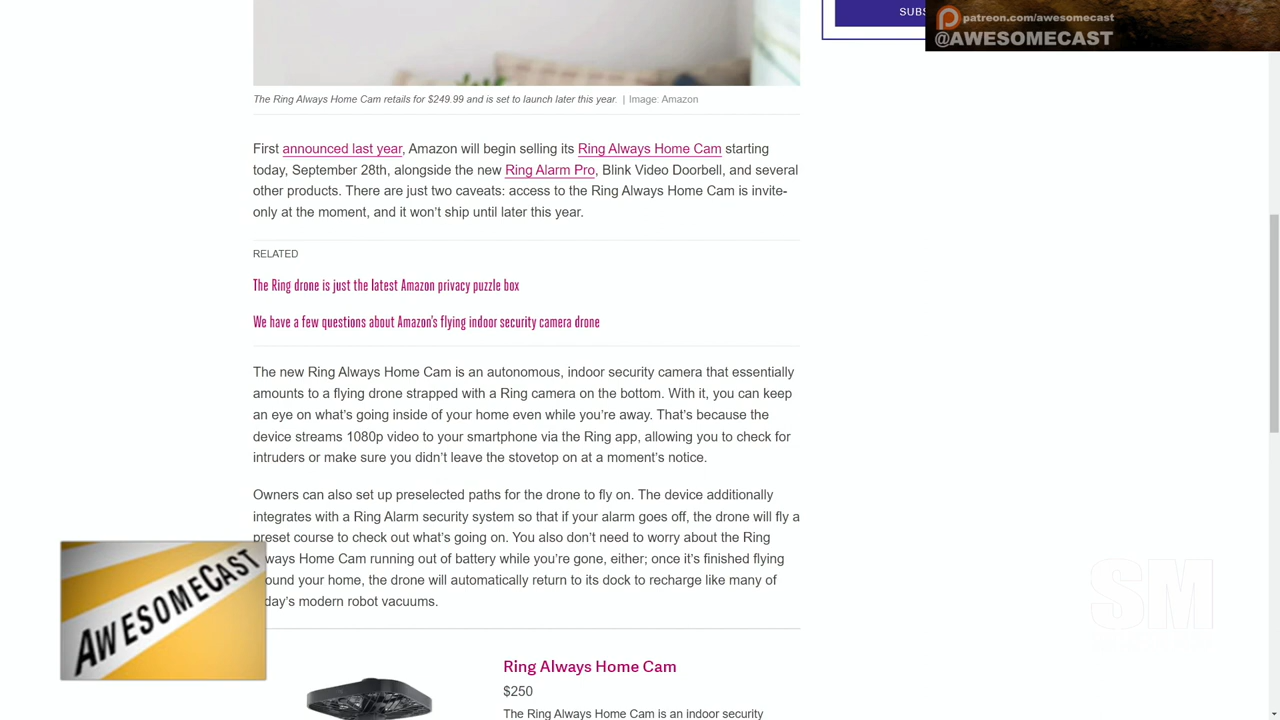 SUBS
patreon.com/awesomecast
@AWESOMECAST
The Ring Always Home Cam retails for $249.99 and is set to launch later this year. | Image: Amazon
First announced last year, Amazon will begin selling its Ring Always Home Cam starting
today, September 28th, alongside the new Ring Alarm Pro, Blink Video Doorbell, and several
other products. There are just two caveats: access to the Ring Always Home Cam is invite-
only at the moment, and it won't ship until later this year.
RELATED
The Ring drone is just the latest Amazon privacy puzzle box
We have a few questions about Amazon's flying indoor security camera drone
The new Ring Always Home Cam is an autonomous, indoor security camera that essentially
amounts to a flying drone strapped with a Ring camera on the bottom. With it, you can keep
an eye on what's going inside of your home even while you're away. That's because the
device streams 1080p video to your smartphone via the Ring app, allowing you to check for
intruders or make sure you didn't leave the stovetop on at a moment's notice.
Owners can also set up preselected paths for the drone to fly on. The device additionally
integrates with a Ring Alarm security system so that if your alarm goes off, the drone will fly a
preset course to check out what's going on. You also don't need to worry about the Ring
ways Home Cam running out of battery while you're gone, either; once it's finished flying
ound your home, the drone will automatically return to its dock to recharge like many of
day's modern robot vacuums.
AWESOMECAST
SM
Ring Always Home Cam
$250
The Ring Always Home Cam is an indoor security